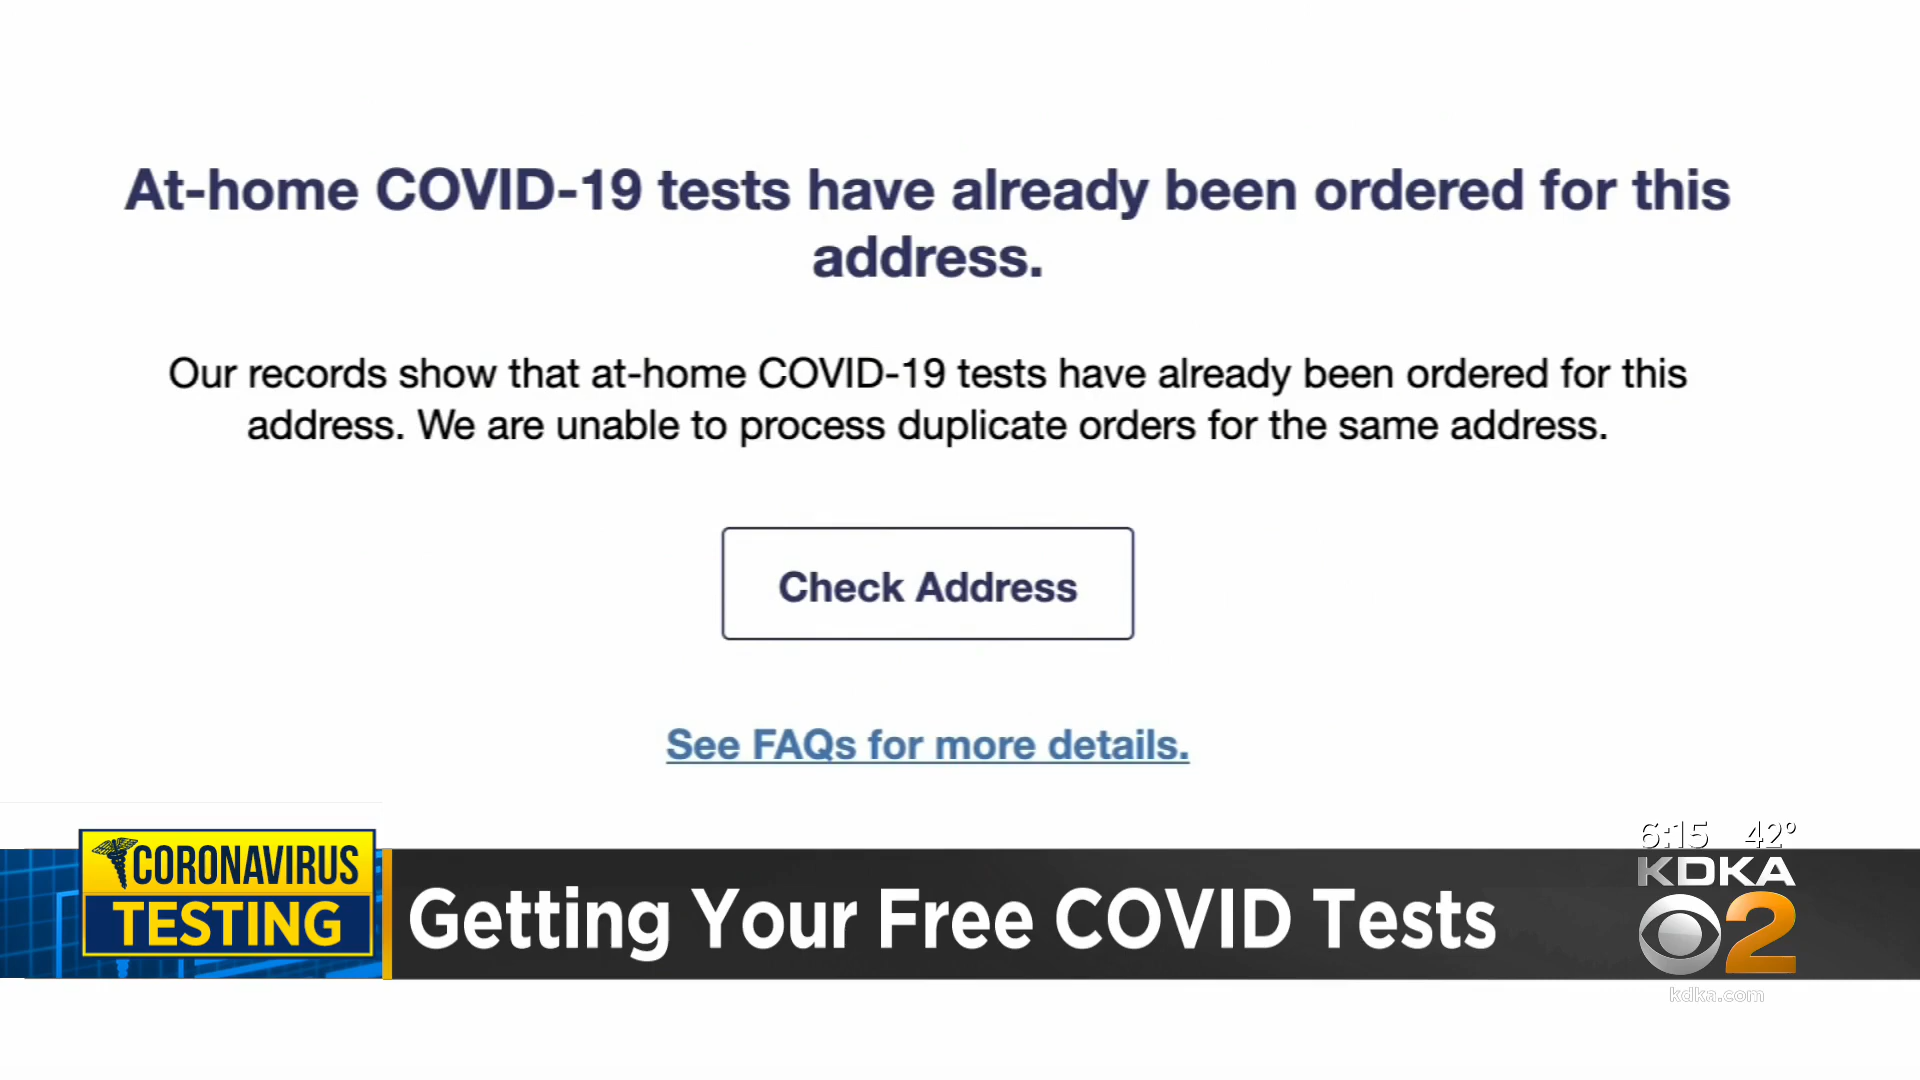 At-home COVID-19 tests have already been ordered for this
address.
Our records show that at-home COVID-19 tests have already been ordered for this
address. We are unable to process duplicate orders for the same address.
Check Address
See FAQs for more details.
CORONAVIRUS
TESTING
Getting Your Free COVID Tests
6:15 42°
KDKA
2
kdka.com